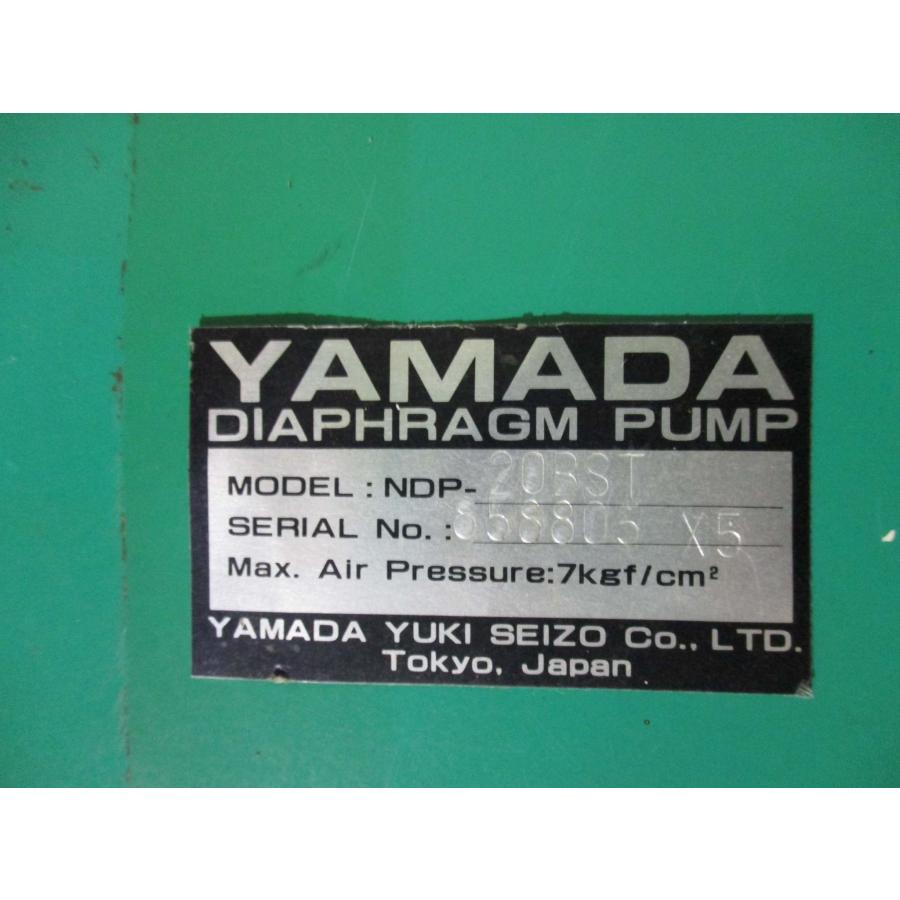 YAMADA
DIAPHRAGM PUMP
MODEL : NDP-20BST
SERIAL No. : X5
Max. Air Pressure:7kgf/cm²
YAMADA YUKI SEIZO Co., LTD.
Tokyo, Japan